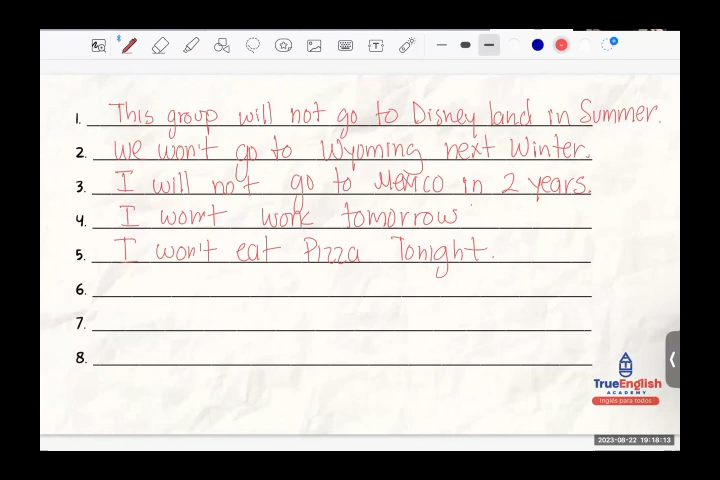 1. This group will not go to Disney land in Summer.
2. We won't go to Wyoming next Winter.
3. I will not go to Mexico in 2 years.
4. I won't work tomorrow
5. I won't eat Pizza Tonight.
6.
7.
8.
TrueEnglish
ACADEMY
Inglés para todos
2023-08-22 19:18:13